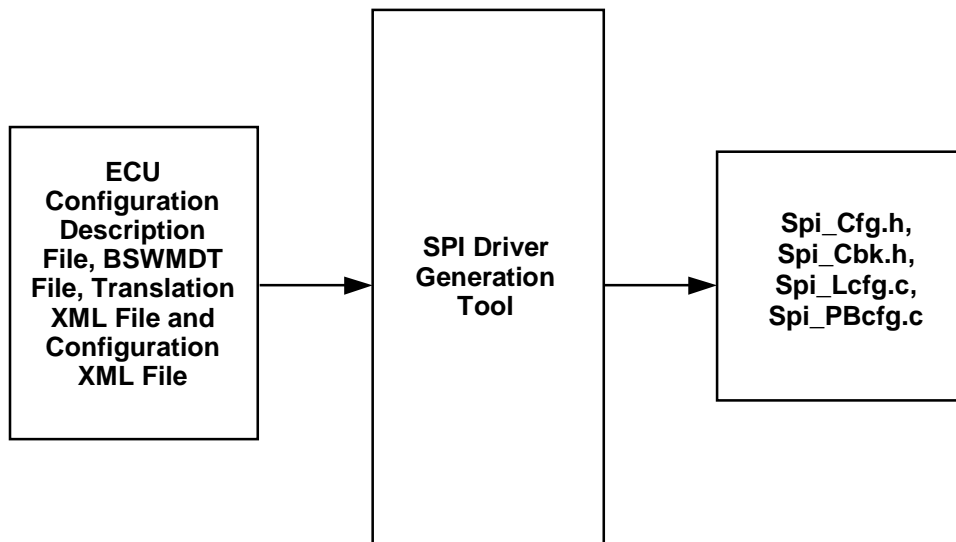 ECU
Configuration
Description
File, BSWMDT
File, Translation
XML File and
Configuration
XML File
SPI Driver
Generation
Tool
Spi_Cfg.h,
Spi_Cbk.h,
Spi_Lcfg.c,
Spi_PBcfg.c